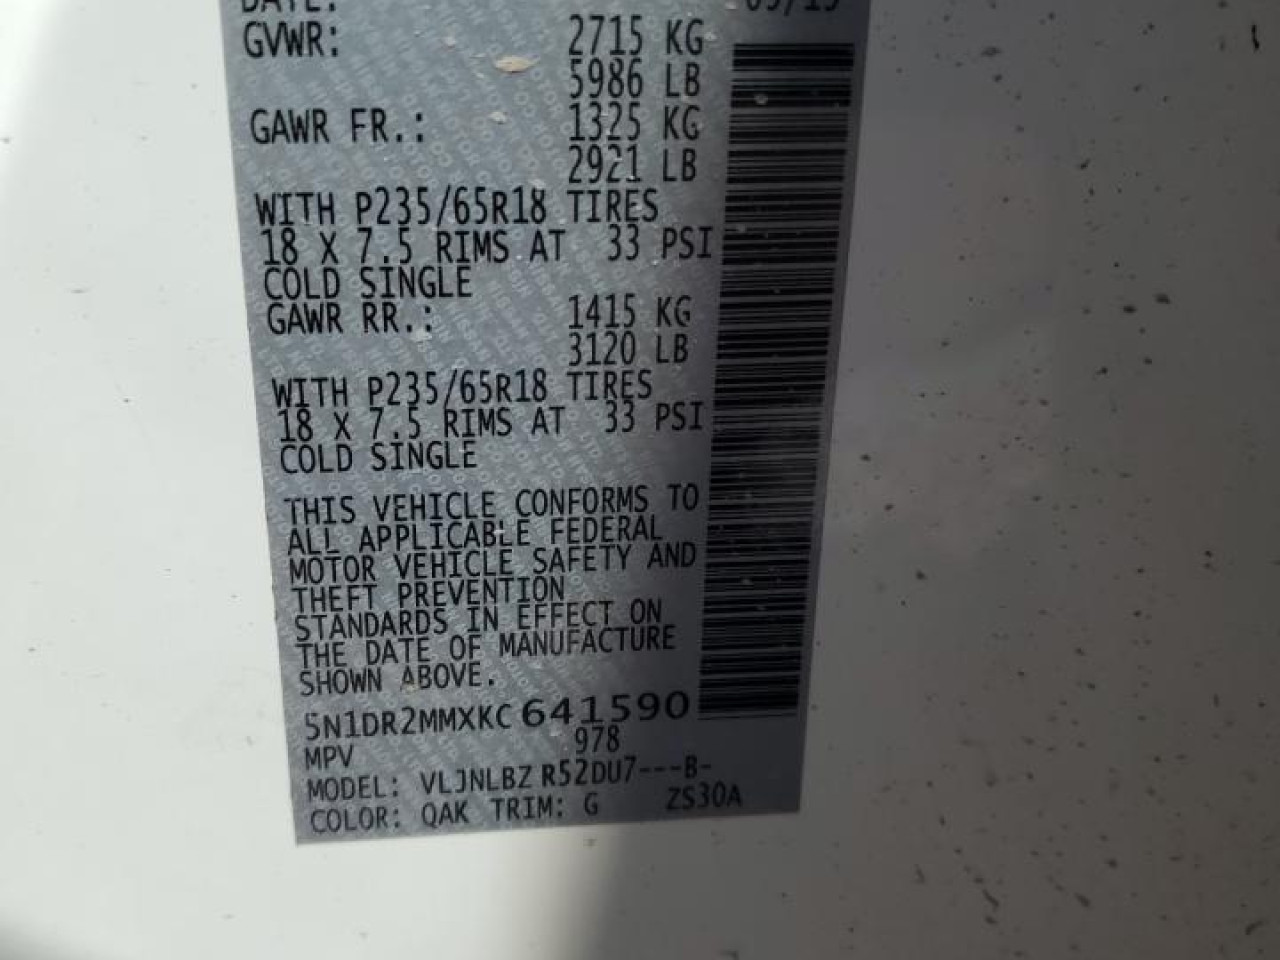 DATE:
GVWR: 2715 KG
5986 LB
GAWR FR.: 1325 KG
2921 LB
WITH P235/65R18 TIRES
18 X 7.5 RIMS AT 33 PSI
COLD SINGLE
GAWR RR.: 1415 KG
3120 LB
WITH P235/65R18 TIRES
18 X 7.5 RIMS AT 33 PSI
COLD SINGLE
THIS VEHICLE CONFORMS TO
ALL APPLICABLE FEDERAL
MOTOR VEHICLE SAFETY AND
THEFT PREVENTION
STANDARDS IN EFFECT ON
THE DATE OF MANUFACTURE
SHOWN ABOVE.
5N1DR2MMXKC641590
MPV 978
MODEL: VLJNLBZ R52DU7---B-
COLOR: QAK TRIM: G ZS30A